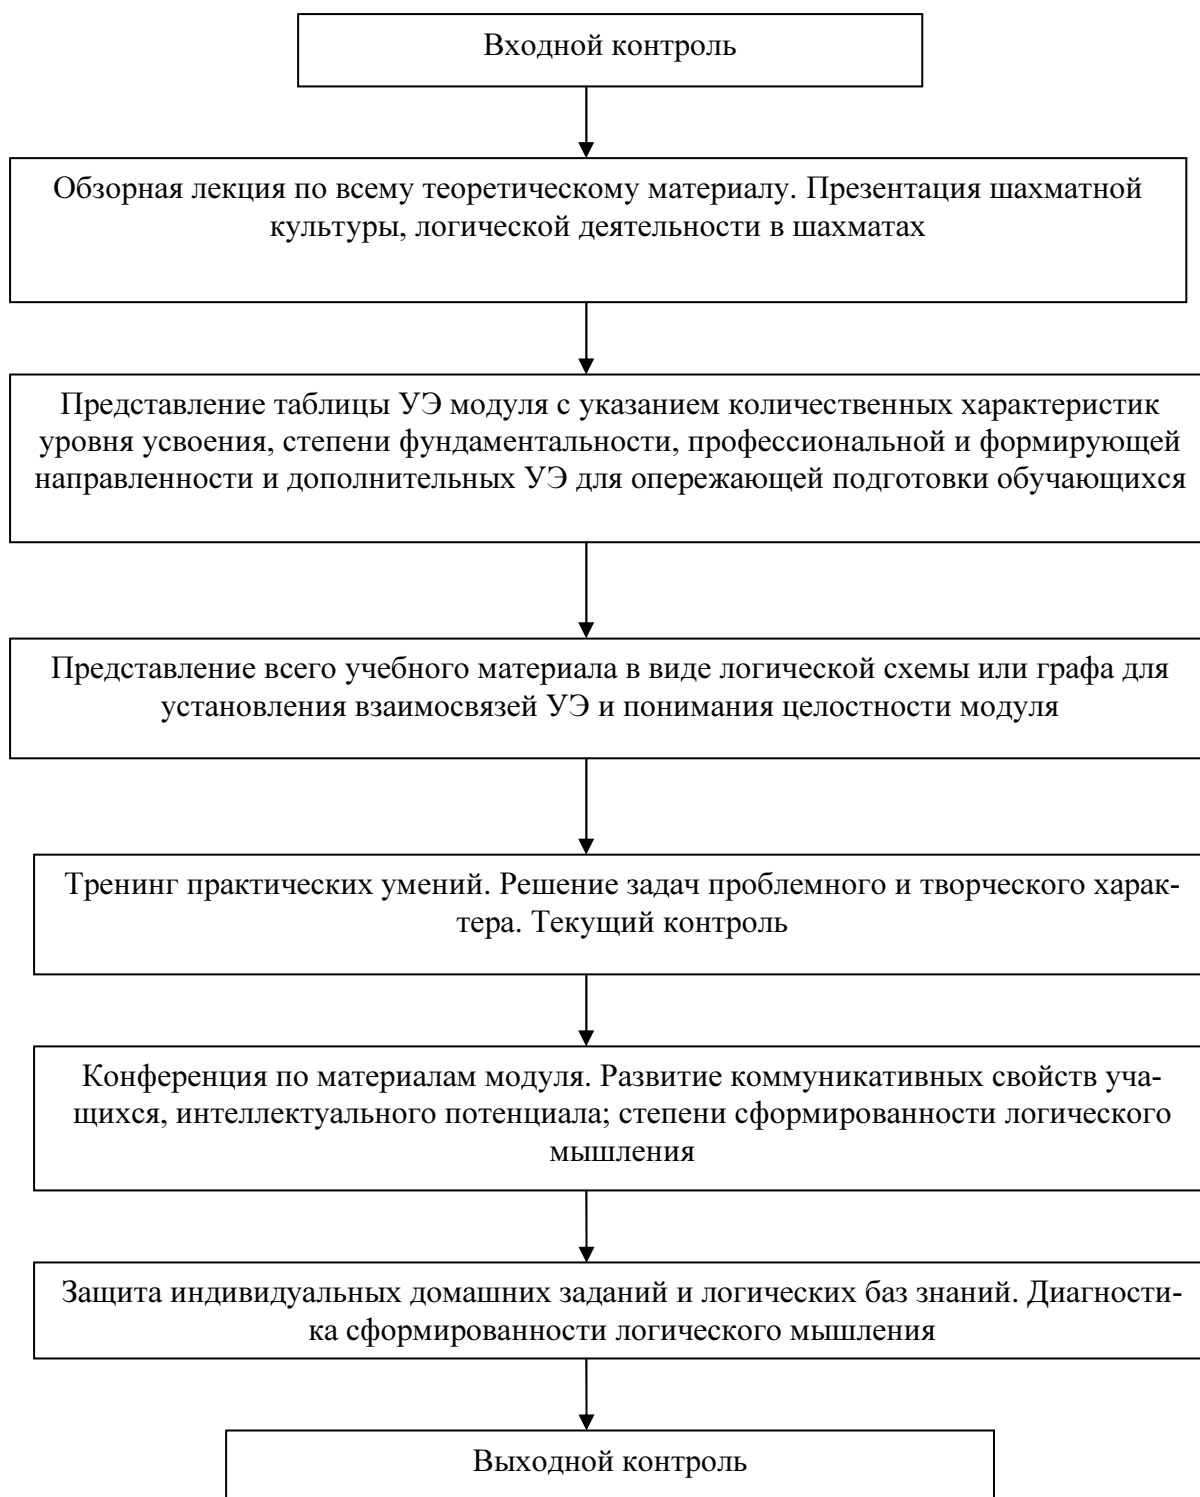 Входной контроль
Обзорная лекция по всему теоретическому материалу. Презентация шахматной
культуры, логической деятельности в шахматах
Представление таблицы УЭ модуля с указанием количественных характеристик
уровня усвоения, степени фундаментальности, профессиональной и формирующей
направленности и дополнительных УЭ для опережающей подготовки обучающихся
Представление всего учебного материала в виде логической схемы или графа для
установления взаимосвязей УЭ и понимания целостности модуля
Тренинг практических умений. Решение задач проблемного и творческого харак-
тера. Текущий контроль
Конференция по материалам модуля. Развитие коммуникативных свойств уча-
щихся, интеллектуального потенциала; степени сформированности логического
мышления
Защита индивидуальных домашних заданий и логических баз знаний. Диагности-
ка сформированности логического мышления
Выходной контроль